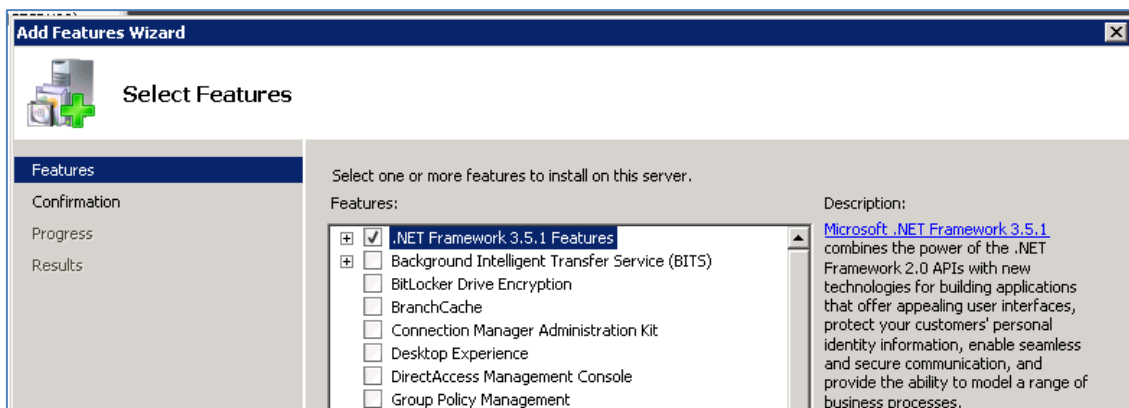 Add Features Wizard
Select Features
Features
Confirmation
Progress
Results
Select one or more features to install on this server.
Features:
.NET Framework 3.5.1 Features
Background Intelligent Transfer Service (BITS)
BitLocker Drive Encryption
BranchCache
Connection Manager Administration Kit
Desktop Experience
DirectAccess Management Console
Group Policy Management
Description:
Microsoft .NET Framework 3.5.1
combines the power of the .NET
Framework 2.0 APIs with new
technologies for building applications
that offer appealing user interfaces,
protect your customers' personal
identity information, enable seamless
and secure communication, and
provide the ability to model a range of
business processes.